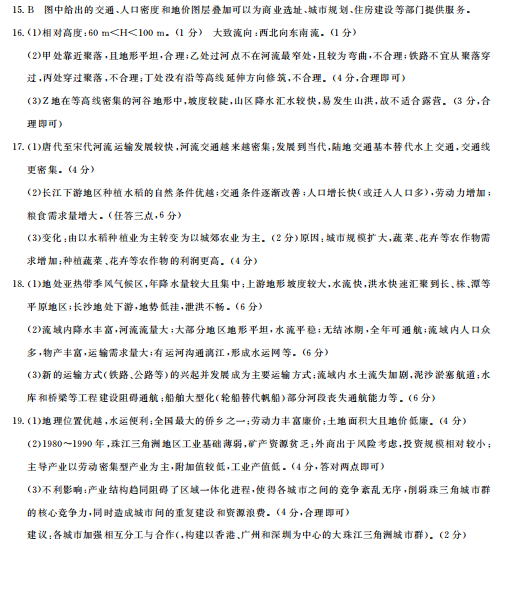 15. B 图中给出的交通、人口密度和地价图层叠加可以为商业选址、城市规划、住房建设等部门提供服务。
16. (1)相对高度:60 m<H<100 m。(1 分) 大致流向:西北向东南流。(1 分)
(2)甲处靠近聚落,且地形平坦,合理;乙处过河点不在河流最窄处,且较为弯曲,不合理;铁路不宜从聚落穿
过,丙处穿过聚落,不合理;丁处没有沿等高线延伸方向修筑,不合理。(4 分,合理即可)
(3)Z 地在等高线密集的河谷地形中,坡度较陡,山区降水汇水较快,易发生山洪,故不适合露营。(3 分,合
理即可)
17. (1)唐代至宋代河流运输发展较快,河流交通越来越密集;发展到当代,陆地交通基本替代水上交通,交通线
更密集。(4 分)
(2)长江下游地区种植水稻的自然条件优越;交通条件逐渐改善;人口增长快(或迁入人口多),劳动力增加;
粮食需求量增大。(任答三点,6 分)
(3)变化:由以水稻种植业为主转变为以城郊农业为主。(2 分)原因:城市规模扩大,蔬菜、花卉等农作物需
求增加;种植蔬菜、花卉等农作物的利润更高。(4 分)
18. (1)地处亚热带季风气候区,年降水量较大且集中;上游地形坡度较大,水流快,洪水快速汇聚到长、株、潭等
平原地区;长沙地处下游,地势低洼,泄洪不畅。(6 分)
(2)流域内降水丰富,河流流量大;大部分地区地形平坦,水流平稳;无结冰期,全年可通航;流域内人口众
多,物产丰富,运输需求量大;有运河沟通漓江,形成水运网等。(6 分)
(3)新的运输方式(铁路、公路等)的兴起并发展成为主要运输方式;流域内水土流失加剧,泥沙淤塞航道;水
库和桥梁等工程建设阻碍通航;船舶大型化(轮船替代帆船)部分河段丧失通航能力等。(6 分)
19. (1)地理位置优越,水运便利;全国最大的侨乡之一;劳动力丰富廉价;土地面积大且地价低廉。(4 分)
(2)1980～1990 年,珠江三角洲地区工业基础薄弱,矿产资源贫乏;外商出于风险考虑,投资规模相对较小;
主导产业以劳动密集型产业为主,附加值较低,工业产值低。(4 分,答对两点即可)
(3)不利影响:产业结构趋同阻碍了区域一体化进程,使得各城市之间的竞争紊乱无序,削弱珠三角城市群
的核心竞争力,同时造成城市间的重复建设和资源浪费。(4 分,合理即可)
建议:各城市加强相互分工与合作(,构建以香港、广州和深圳为中心的大珠江三角洲城市群)。(2 分)